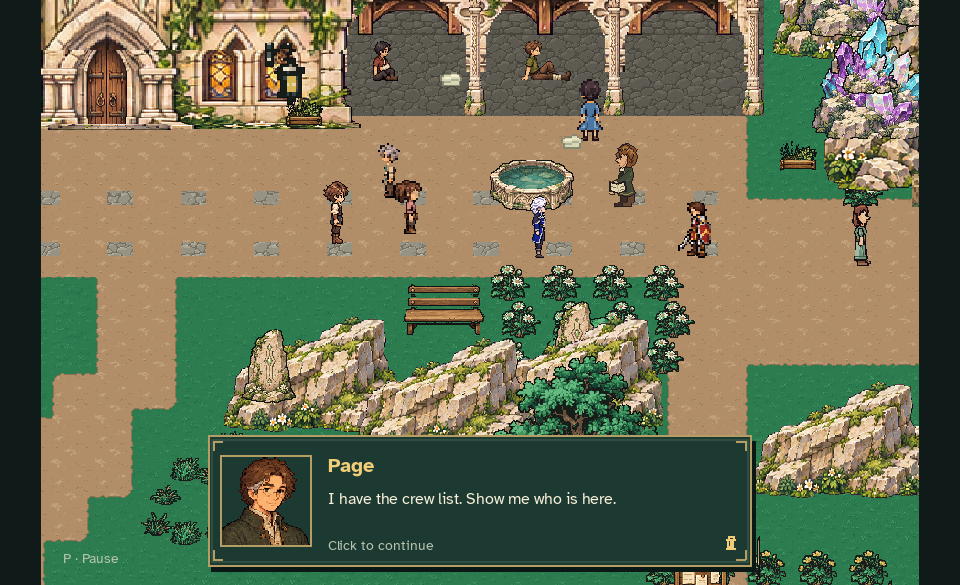 Page
I have the crew list. Show me who is here.
Click to continue
P · Pause